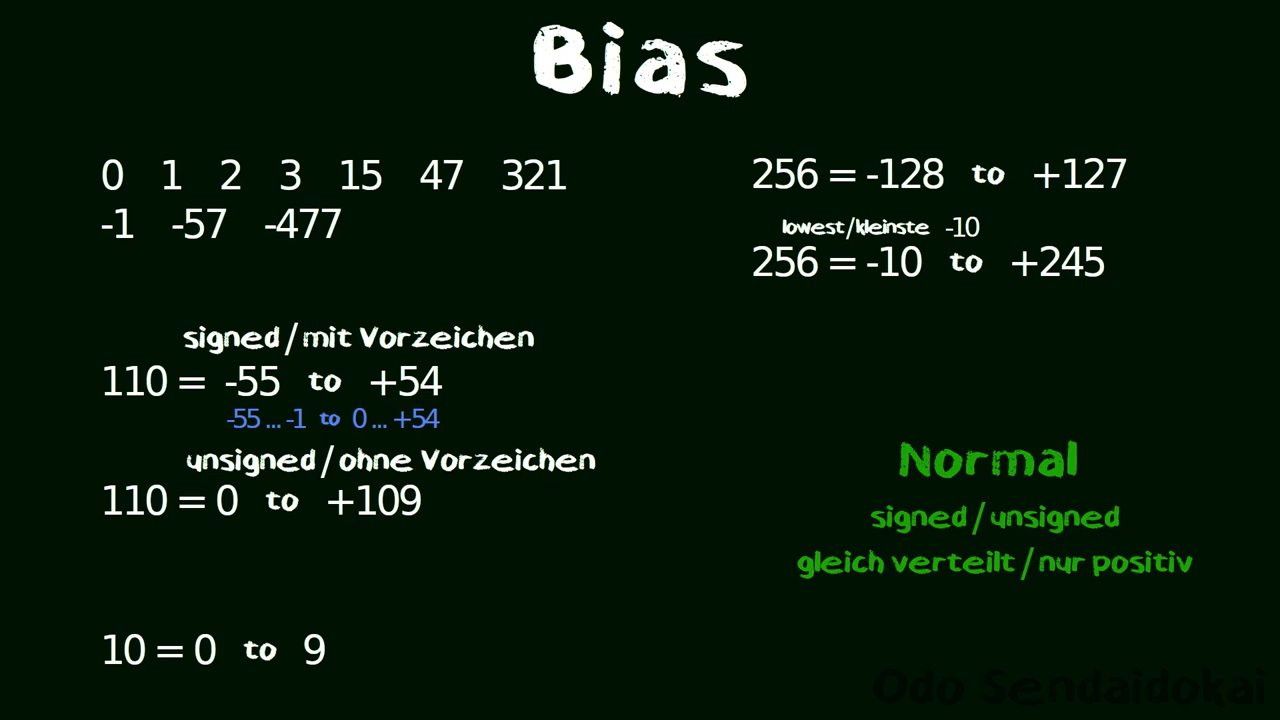 Bias
0 1 2 3 15 47 321
-1 -57 -477
signed/mit Vorzeichen
110 = -55 to +54
-55 ... -1 to 0 ... +54
unsigned/ohne Vorzeichen
110 = 0 to +109
10 = 0 to 9
256 = -128 to +127
lowest/kleinste -10
256 = -10 to +245
Normal
signed/unsigned
gleich verteilt/nur positiv
Odo Sendaidokai